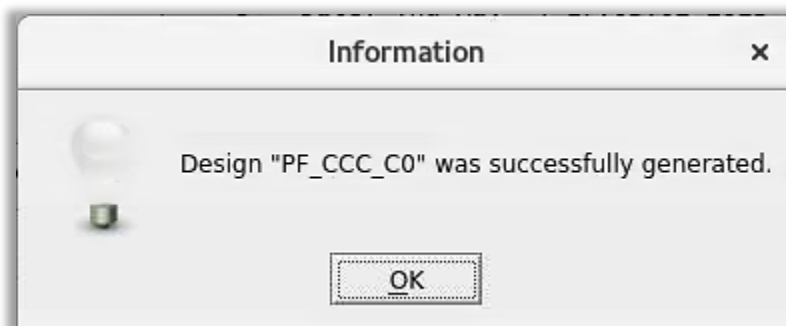 Information
×
Design "PF_CCC_C0" was successfully generated.
OK